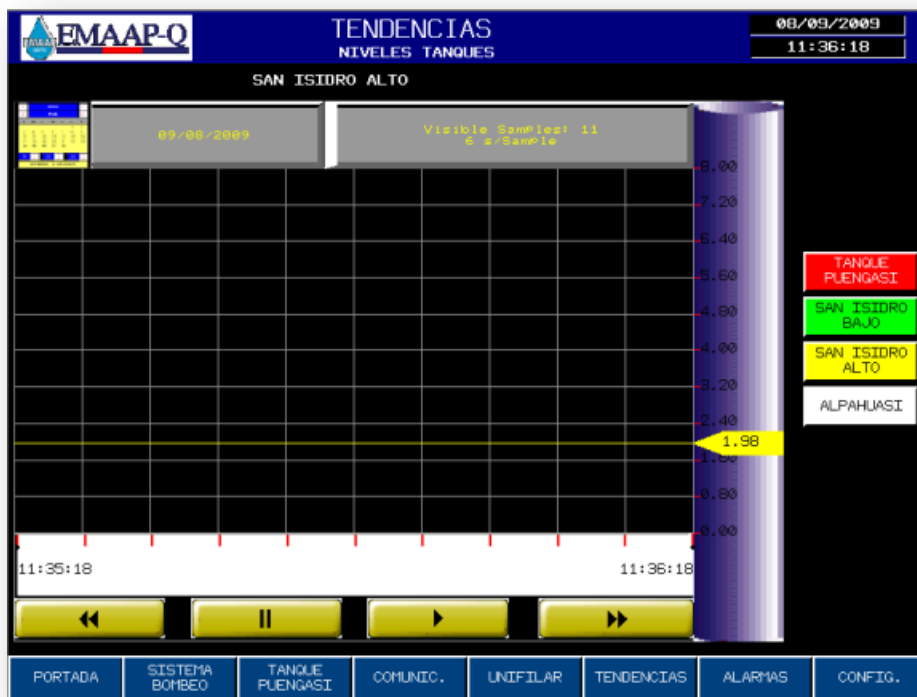 EMAAP-Q
TENDENCIAS
NIVELES TANQUES
08/09/2009
11:36:18
SAN ISIDRO ALTO
09/08/2009
Visible Samples: 11
6 s/Sample
8.00
7.20
6.40
5.60
4.80
4.00
3.20
2.40
1.98
0.80
0.00
TANQUE
PUENGASI
SAN ISIDRO
BAJO
SAN ISIDRO
ALTO
ALPAHUASI
11:35:18
11:36:18
PORTADA
SISTEMA
BOMBEO
TANQUE
PUENGASI
COMUNIC.
UNIFILAR
TENDENCIAS
ALARMAS
CONFIG.